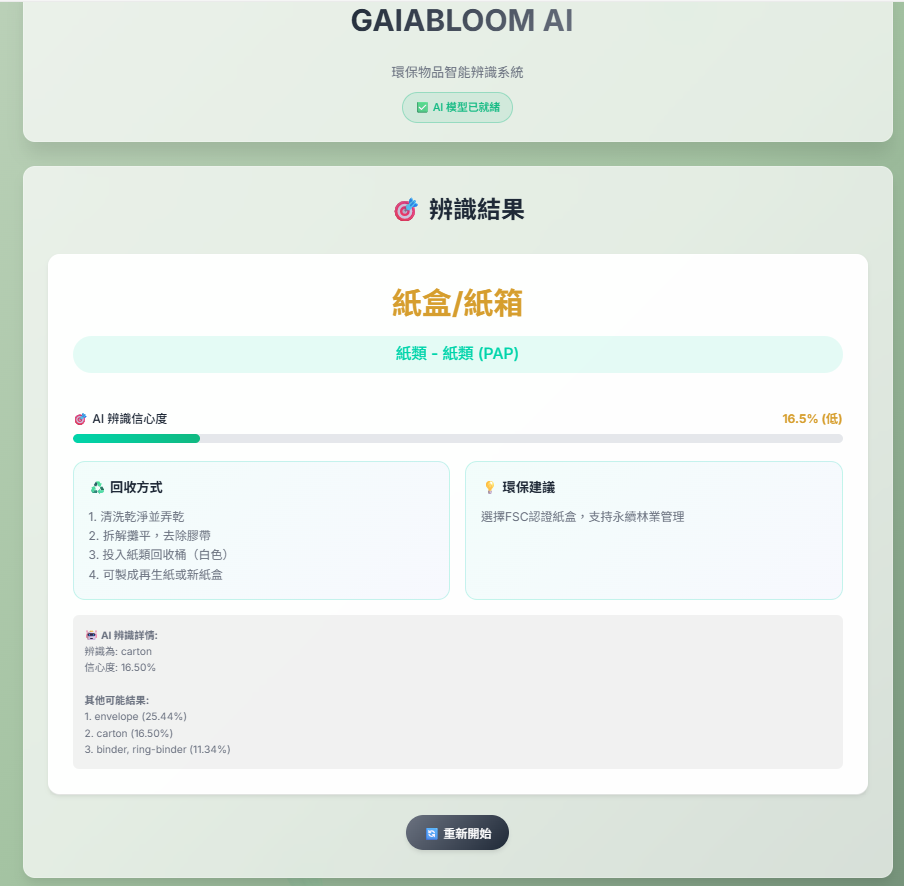 GAIABLOOM AI
環保物品智能辨識系統
✅ AI 模型已就緒
🎯 辨識結果
紙盒/紙箱
紙類 - 紙類 (PAP)
🎯 AI 辨識信心度
16.5% (低)
♻️ 回收方式
1. 清洗乾淨並弄乾
2. 拆解攤平，去除膠帶
3. 投入紙類回收桶（白色）
4. 可製成再生紙或新紙盒
💡 環保建議
選擇FSC認證紙盒，支持永續林業管理
🤖 AI 辨識詳情:
辨識為: carton
信心度: 16.50%
其他可能結果:
1. envelope (25.44%)
2. carton (16.50%)
3. binder, ring-binder (11.34%)
🔄 重新開始